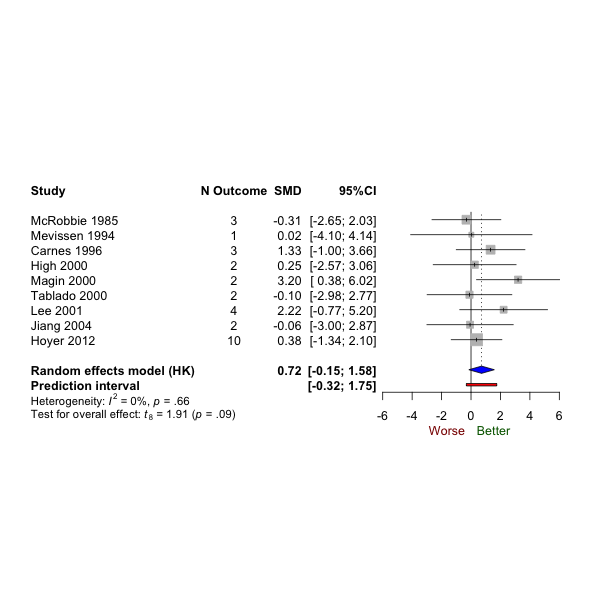 Study N Outcome SMD 95%CI
McRobbie 1985 3 -0.31 [-2.65; 2.03]
Mevissen 1994 1 0.02 [-4.10; 4.14]
Carnes 1996 3 1.33 [-1.00; 3.66]
High 2000 2 0.25 [-2.57; 3.06]
Magin 2000 2 3.20 [ 0.38; 6.02]
Tablado 2000 2 -0.10 [-2.98; 2.77]
Lee 2001 4 2.22 [-0.77; 5.20]
Jiang 2004 2 -0.06 [-3.00; 2.87]
Hoyer 2012 10 0.38 [-1.34; 2.10]
Random effects model (HK) 0.72 [-0.15; 1.58]
Prediction interval [-0.32; 1.75]
Heterogeneity: I² = 0%, p = .66
Test for overall effect: t₈ = 1.91 (p = .09)
-6 -4 -2 0 2 4 6
Worse Better